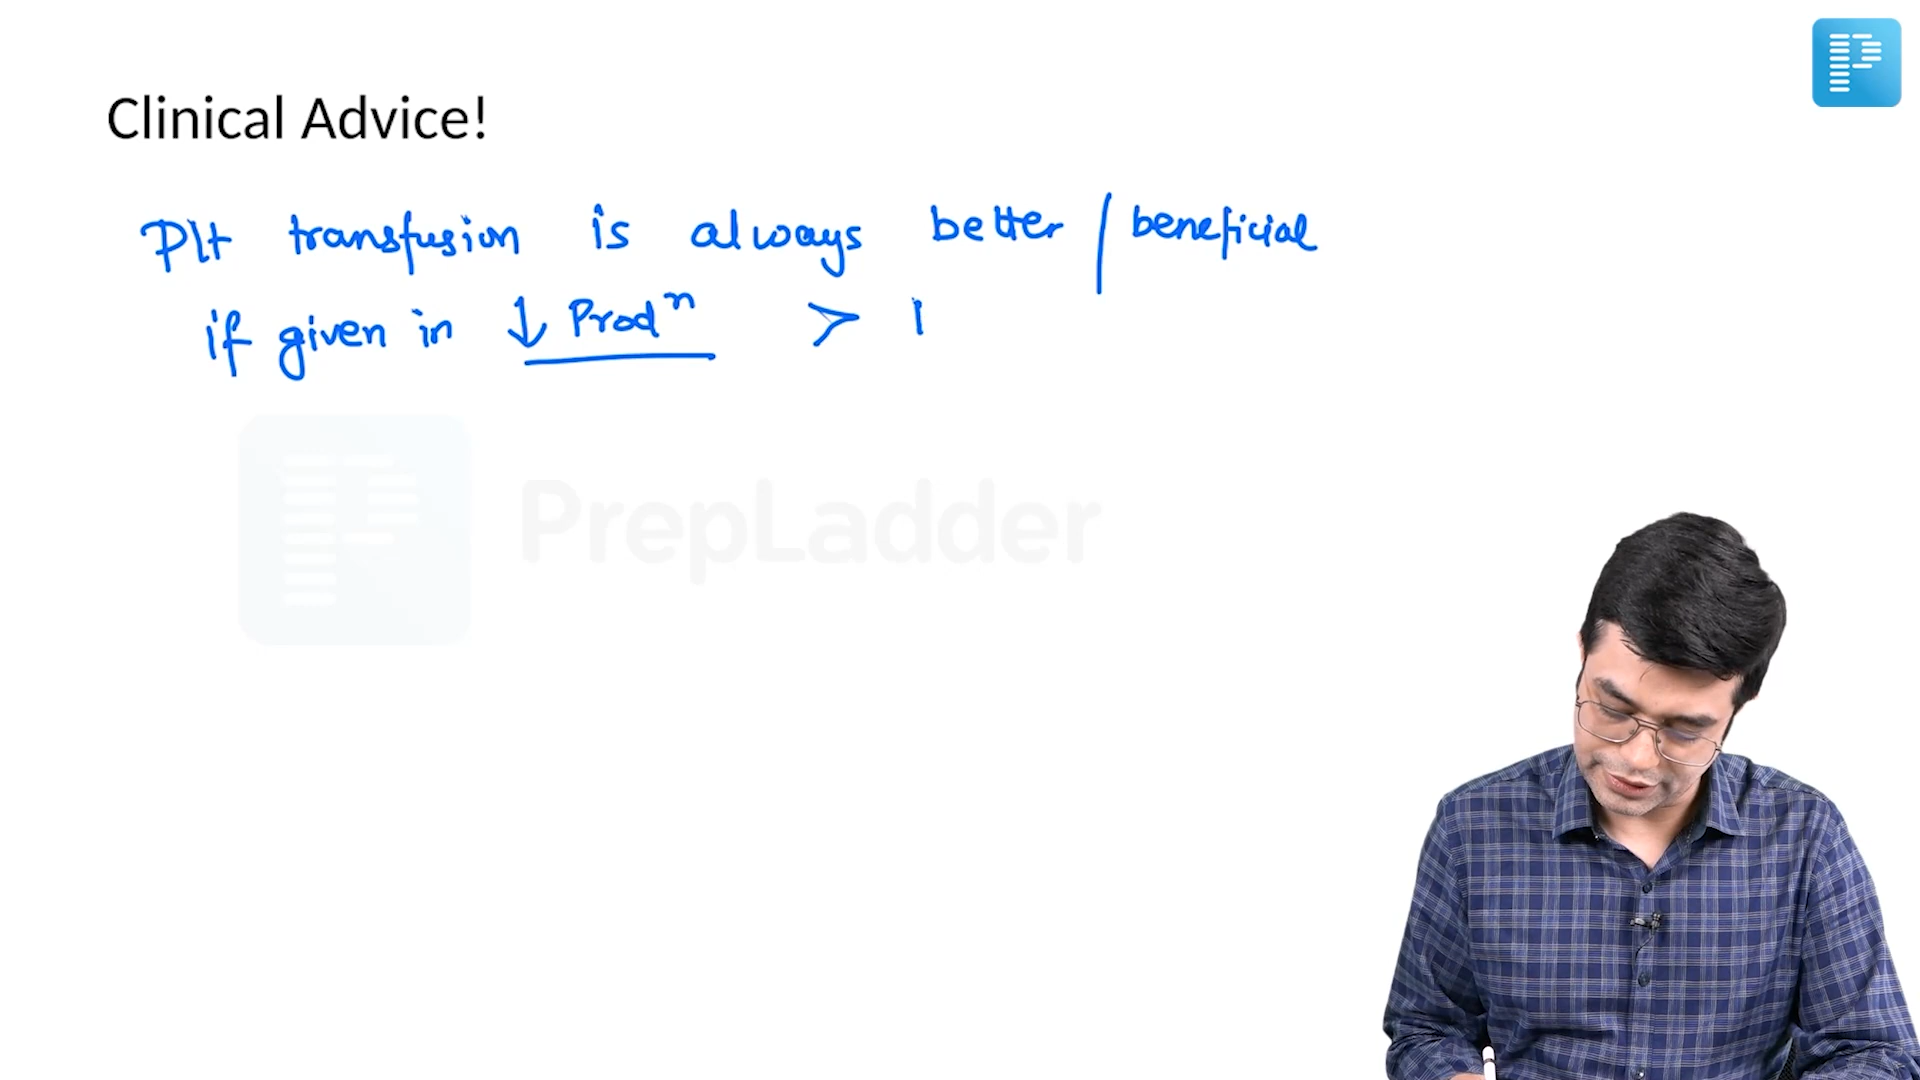 Clinical Advice!
Plt transfusion is always better / beneficial
if given in ↓ Prodⁿ >
PrepLadder